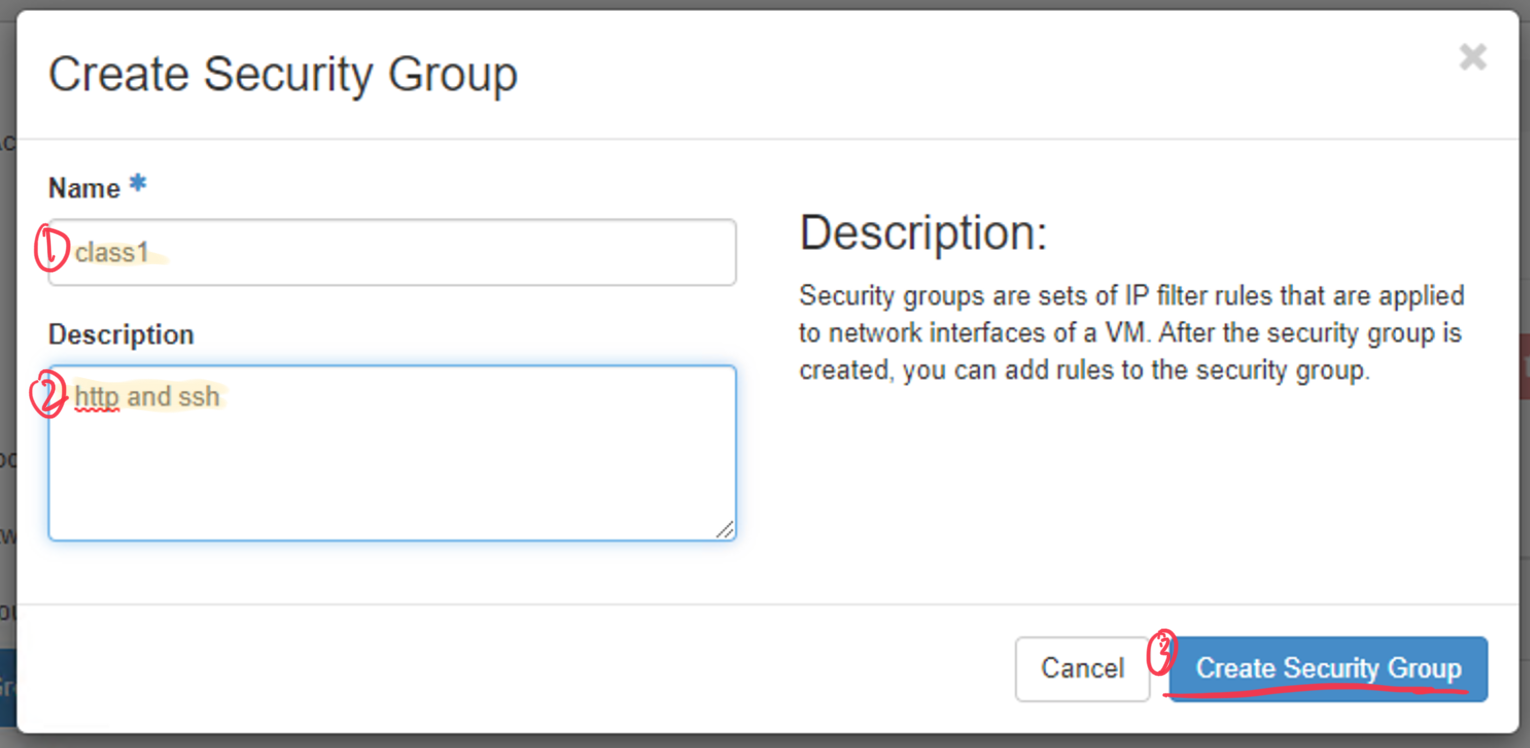 Create Security Group
Name *
① class1
Description
② http and ssh
Description:
Security groups are sets of IP filter rules that are applied
to network interfaces of a VM. After the security group is
created, you can add rules to the security group.
Cancel
③ Create Security Group